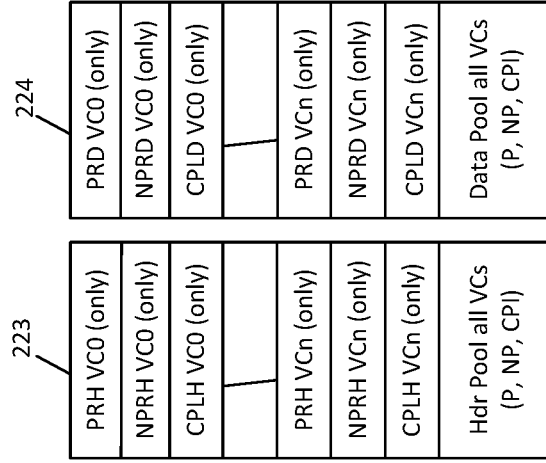 223
PRH VC0 (only)
NPRH VC0 (only)
CPLH VC0 (only)
PRH VCn (only)
NPRH VCn (only)
CPLH VCn (only)
Hdr Pool all VCs
(P, NP, CPl)
224
PRD VC0 (only)
NPRD VC0 (only)
CPLD VC0 (only)
PRD VCn (only)
NPRD VCn (only)
CPLD VCn (only)
Data Pool all VCs
(P, NP, CPl)